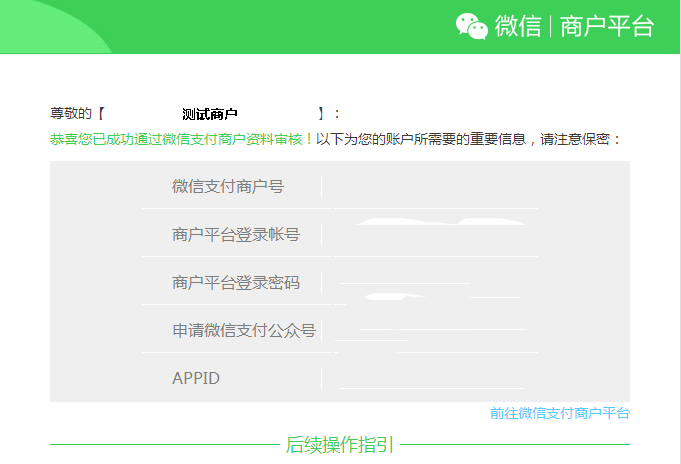 微信 | 商户平台
尊敬的【 测试商户 】：
恭喜您已成功通过微信支付商户资料审核！以下为您的账户所需要的重要信息，请注意保密：
微信支付商户号
商户平台登录帐号
商户平台登录密码
申请微信支付公众号
APPID
前往微信支付商户平台
后续操作指引